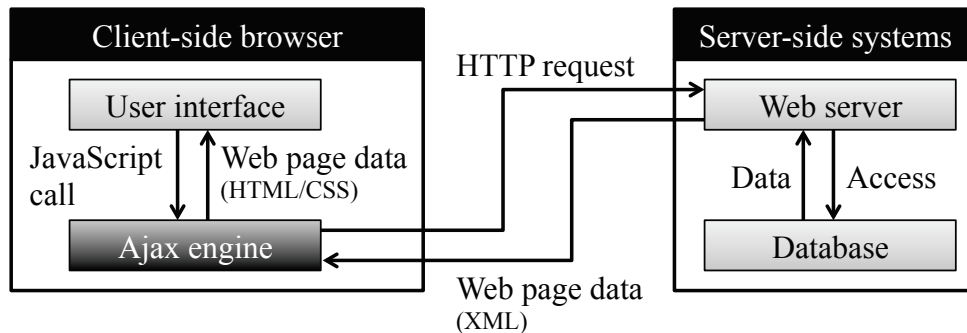 Client-side browser
Server-side systems
HTTP request
User interface
Web server
JavaScript
call
Web page data
(HTML/CSS)
Data
Access
Ajax engine
Database
Web page data
(XML)